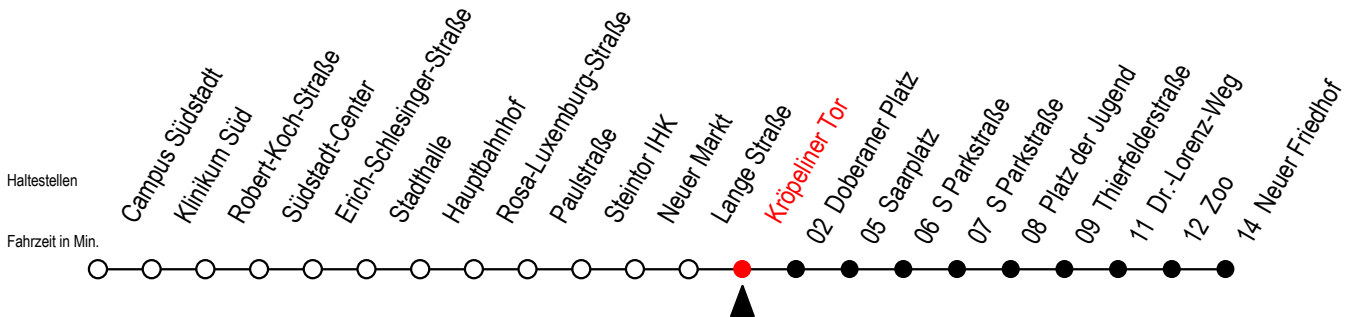 Haltestellen
Fahrzeit in Min.
Campus Südstadt
Klinikum Süd
Robert-Koch-Straße
Südstadt-Center
Erich-Schlesinger-Straße
Stadthalle
Hauptbahnhof
Rosa-Luxemburg-Straße
Paulstraße
Steintor IHK
Neuer Markt
Lange Straße
Kröpeliner Tor
02 Doberaner Platz
05 Saarplatz
06 S Parkstraße
07 S Parkstraße
08 Platz der Jugend
09 Thierfelderstraße
11 Dr.-Lorenz-Weg
12 Zoo
14 Neuer Friedhof